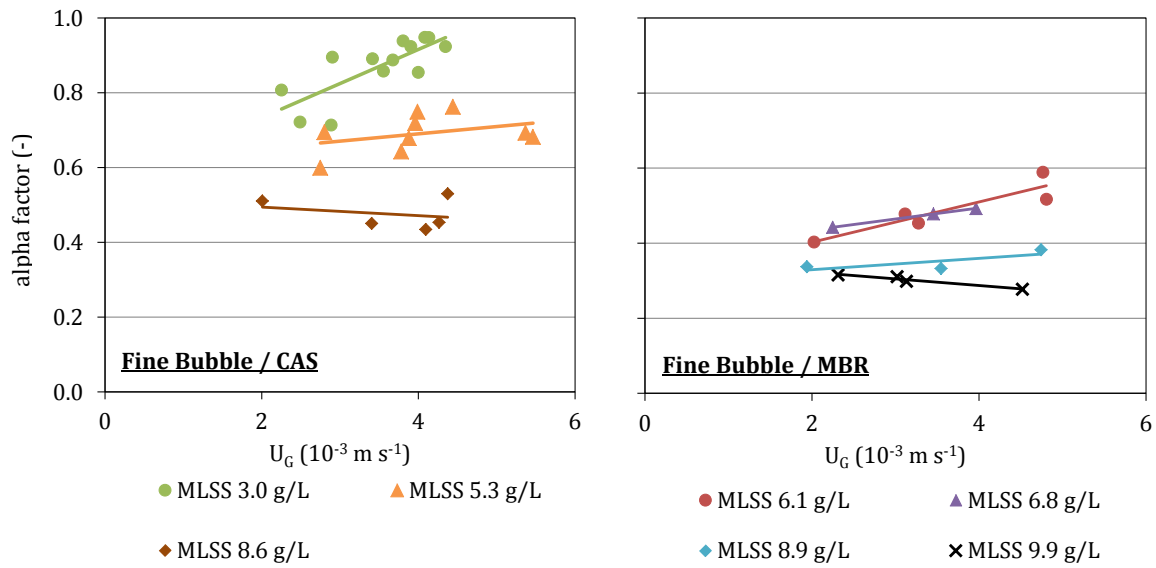 1.0
0.8
0.6
0.4
0.2
0.0
alpha factor (-)
Fine Bubble / CAS
0 2 4 6
U_G (10⁻³ m s⁻¹)
MLSS 3.0 g/L MLSS 5.3 g/L
MLSS 8.6 g/L
Fine Bubble / MBR
0 2 4 6
U_G (10⁻³ m s⁻¹)
MLSS 6.1 g/L MLSS 6.8 g/L
MLSS 8.9 g/L MLSS 9.9 g/L